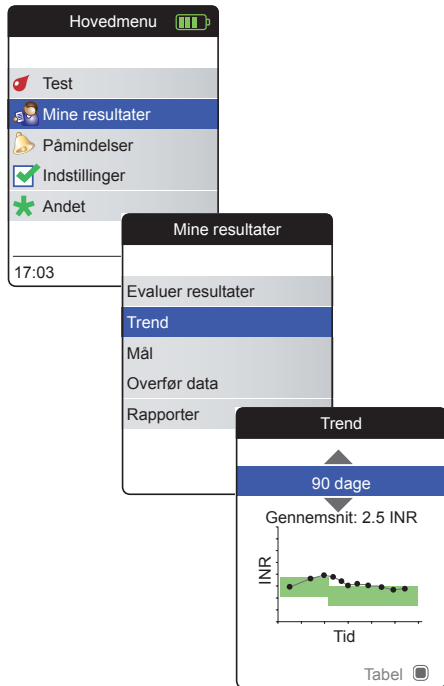 Hovedmenu
Test
Mine resultater
Påmindelser
Indstillinger
Andet
17:03
Mine resultater
Evaluer resultater
Trend
Mål
Overfør data
Rapporter
Trend
90 dage
Gennemsnit: 2.5 INR
INR
Tid
Tabel